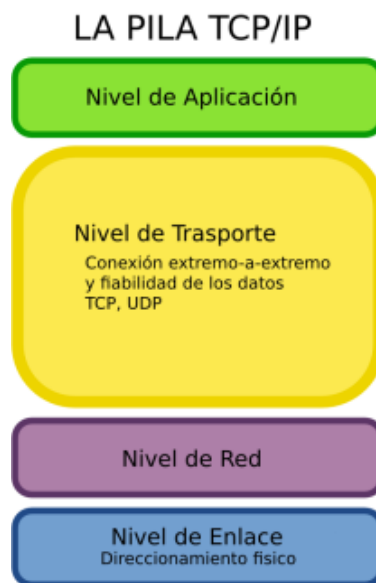 LA PILA TCP/IP
Nivel de Aplicación
Nivel de Trasporte
Conexión extremo-a-extremo
y fiabilidad de los datos
TCP, UDP
Nivel de Red
Nivel de Enlace
Direccionamiento fisico